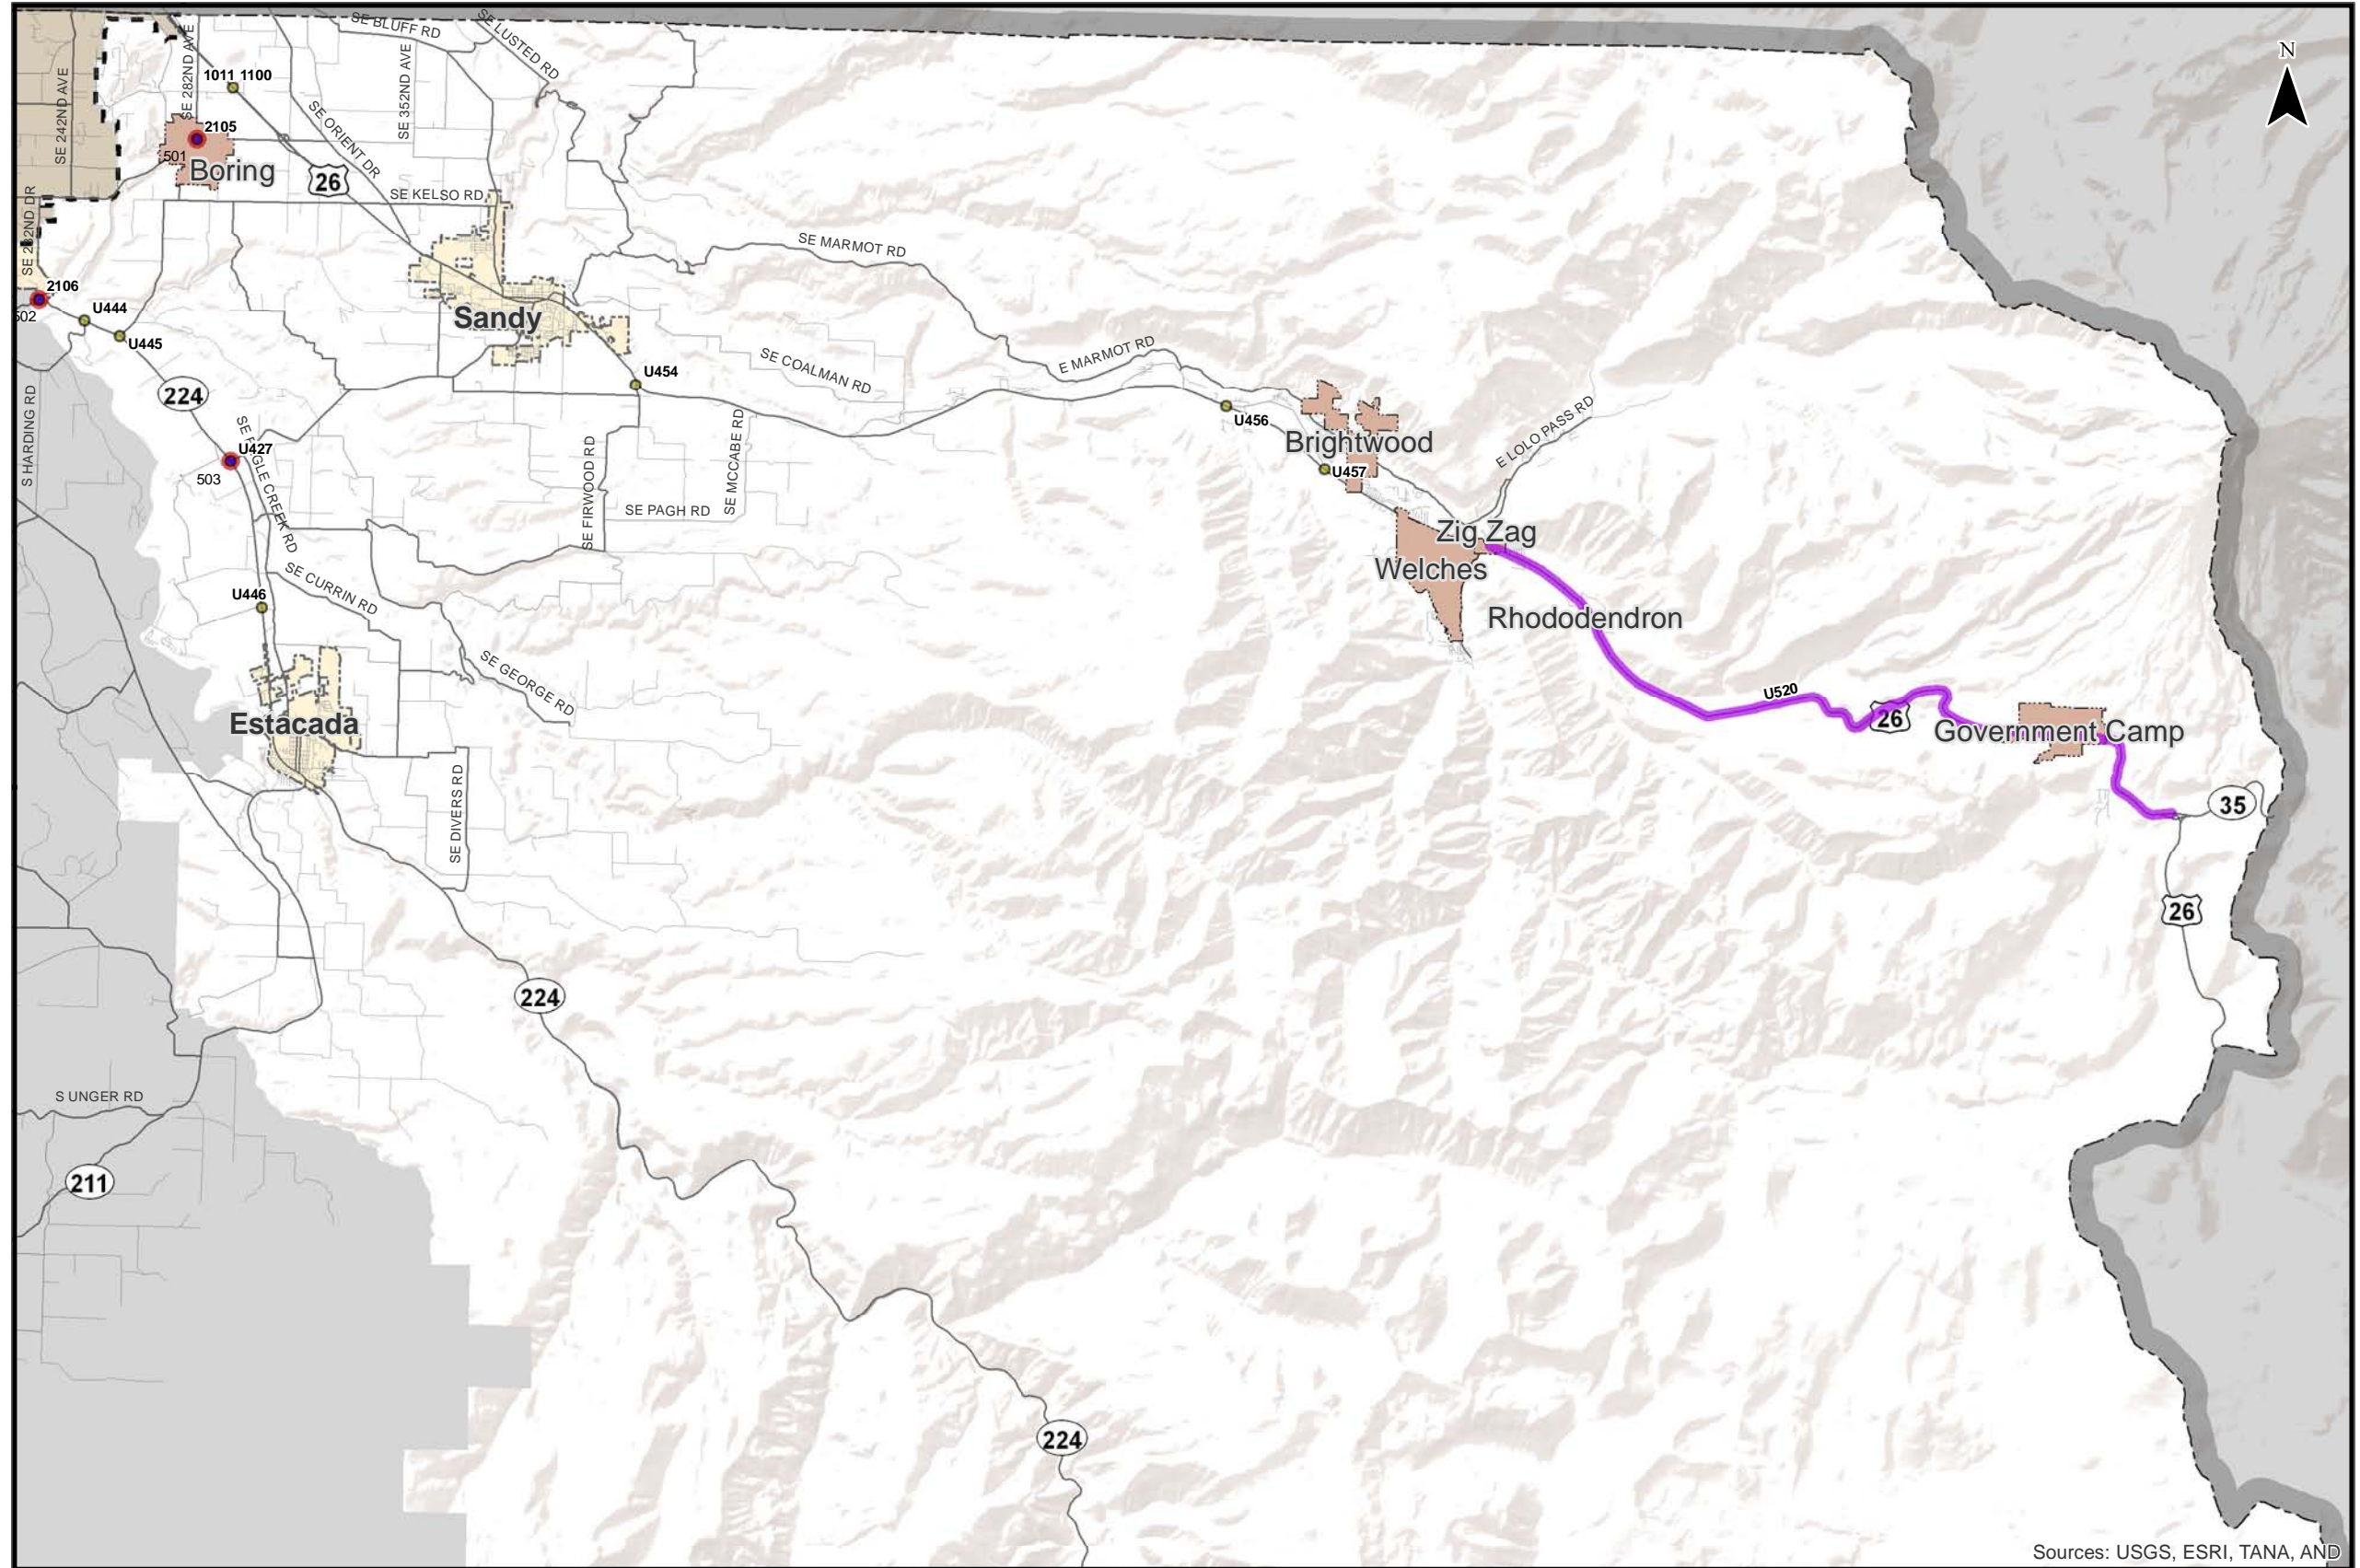 SE BLUFF RD
SE LUSTED RD
N
SE 282ND AVE
SE 242ND AVE
1011 1100
SE 352ND AVE
SE ORIENT DR
2105
501
Boring
26
SE KELSO RD
SE MARMOT RD
2106
U444
U445
Sandy
E MARMOT RD
SE COALMAN RD
U454
224
S HARDING RD
U456
Brightwood
E LOLO PASS RD
U427
503
SE EAGLE CREEK RD
SE FIRWOOD RD
SE MCCABE RD
U457
SE PAGH RD
Zig Zag
Welches
SE CURRIN RD
U446
Rhododendron
SE GEORGE RD
U520
26
Estacada
Government Camp
SE DIVERS RD
35
26
224
S UNGER RD
211
224
Sources: USGS, ESRI, TANA, AND